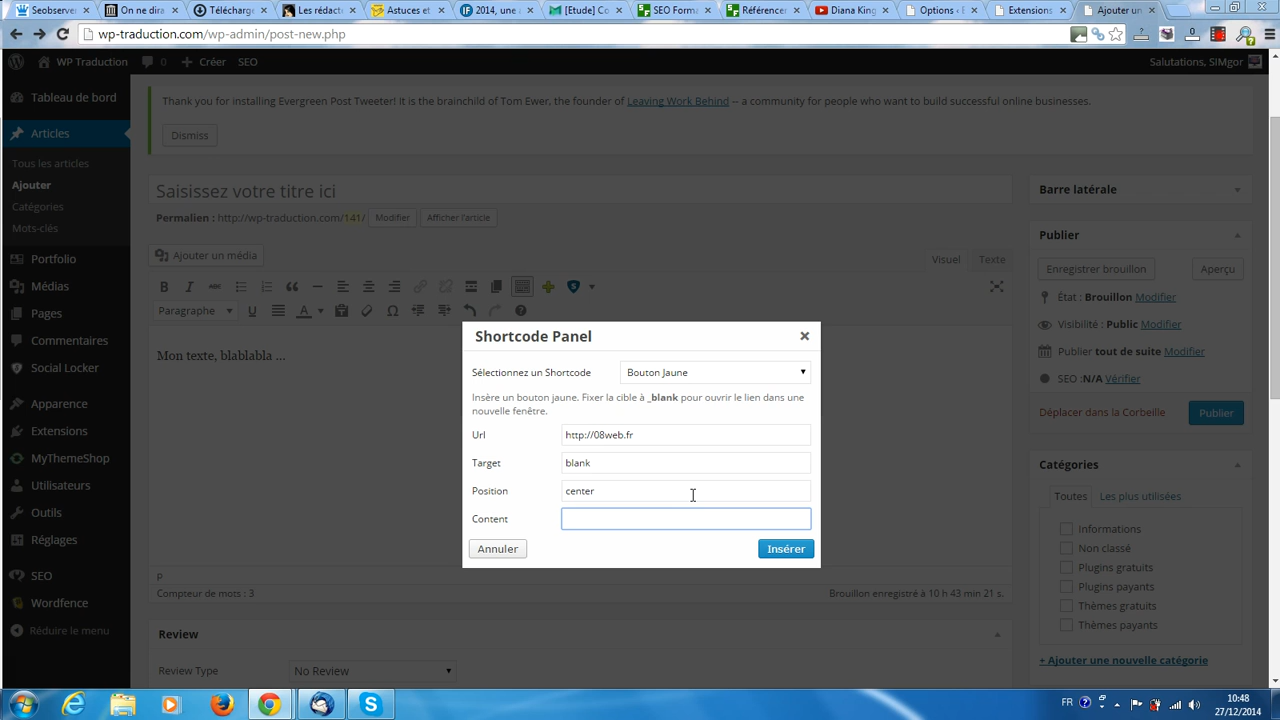 Seobserver
On ne dira
Télécharge
Les rédacte
Astuces et
2014, une a
[Etude] Co
SEO Forma
Référencer
Diana King
Options ‹ E
Extensions
Ajouter un
wp-traduction.com/wp-admin/post-new.php
WP Traduction
0
Créer
SEO
Salutations, SIMgor
Tableau de bord
Articles
Tous les articles
Ajouter
Catégories
Mots-clés
Portfolio
Médias
Pages
Commentaires
Social Locker
Apparence
Extensions
MyThemeShop
Utilisateurs
Outils
Réglages
SEO
Wordfence
Réduire le menu
Thank you for installing Evergreen Post Tweeter! It is the brainchild of Tom Ewer, the founder of Leaving Work Behind -- a community for people who want to build successful online businesses.
Dismiss
Saisissez votre titre ici
Permalien : http://wp-traduction.com/141/ Modifier Afficher l'article
Ajouter un média
Visuel Texte
Paragraphe
Mon texte, blablabla ...
Shortcode Panel
Sélectionnez un Shortcode Bouton Jaune
Insère un bouton jaune. Fixer la cible à _blank pour ouvrir le lien dans une
nouvelle fenêtre.
Url http://08web.fr
Target blank
Position center
Content
Annuler Insérer
P
Compteur de mots : 3
Brouillon enregistré à 10 h 43 min 21 s.
Review
Review Type No Review
Barre latérale
Publier
Enregistrer brouillon Aperçu
État : Brouillon Modifier
Visibilité : Public Modifier
Publier tout de suite Modifier
SEO :N/A Vérifier
Déplacer dans la Corbeille Publier
Catégories
Toutes Les plus utilisées
Informations
Non classé
Plugins gratuits
Plugins payants
Thèmes gratuits
Thèmes payants
+ Ajouter une nouvelle catégorie
FR
10:48
27/12/2014